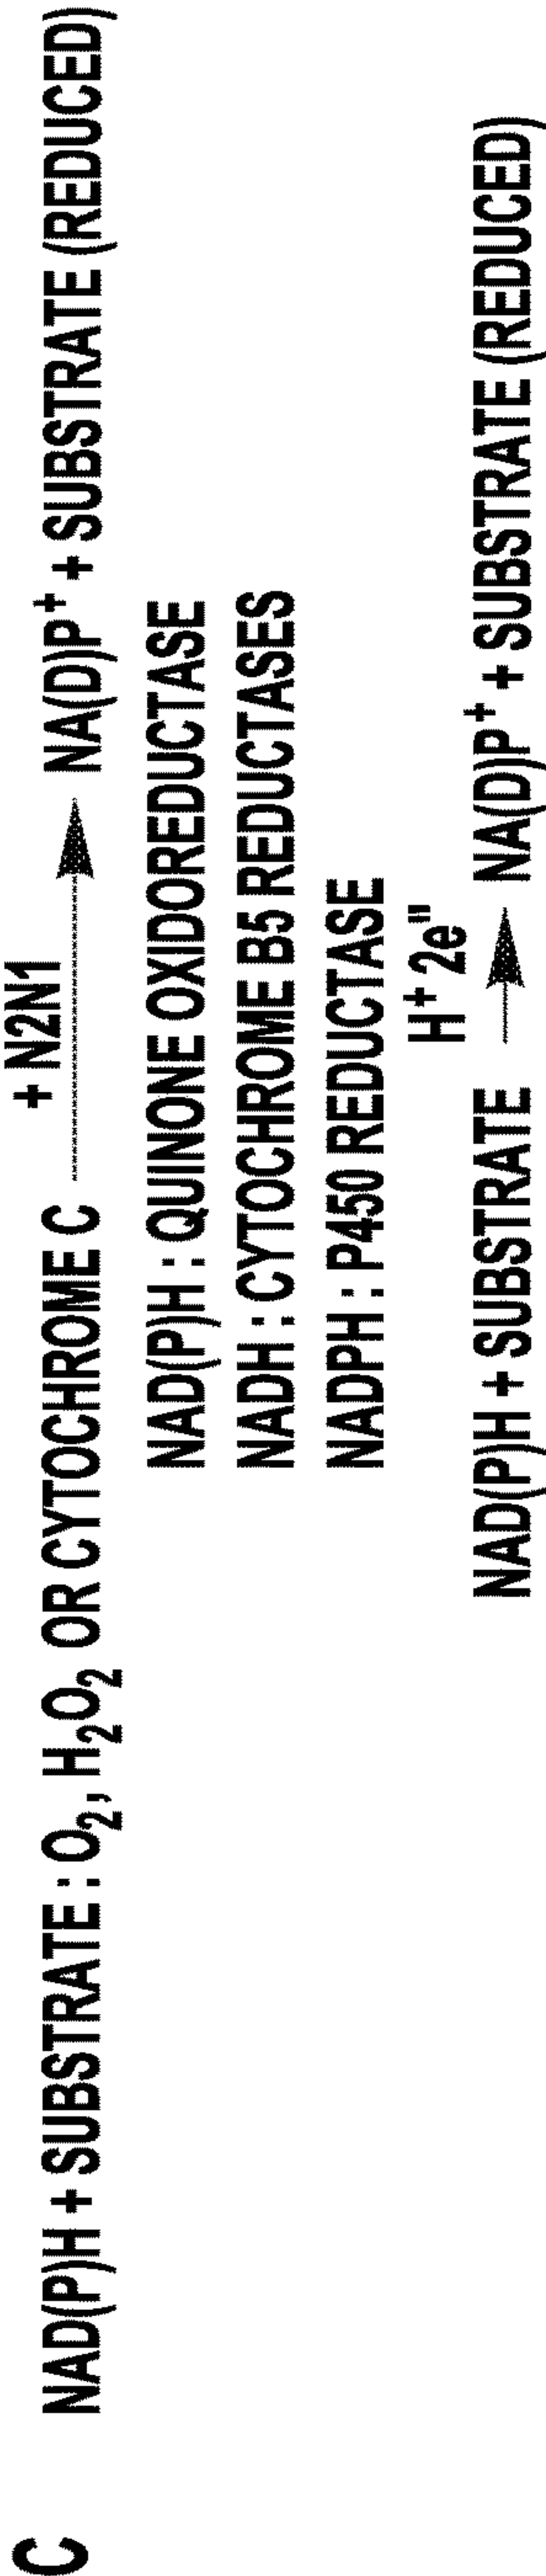 C
+ N2N1
NAD(P)H + SUBSTRATE : O₂, H₂O₂ OR CYTOCHROME C → NA(D)P⁺ + SUBSTRATE (REDUCED)
NAD(P)H : QUINONE OXIDOREDUCTASE
NADH : CYTOCHROME B5 REDUCTASES
NADPH : P450 REDUCTASE
H⁺ 2e"
NAD(P)H + SUBSTRATE → NA(D)P⁺ + SUBSTRATE (REDUCED)